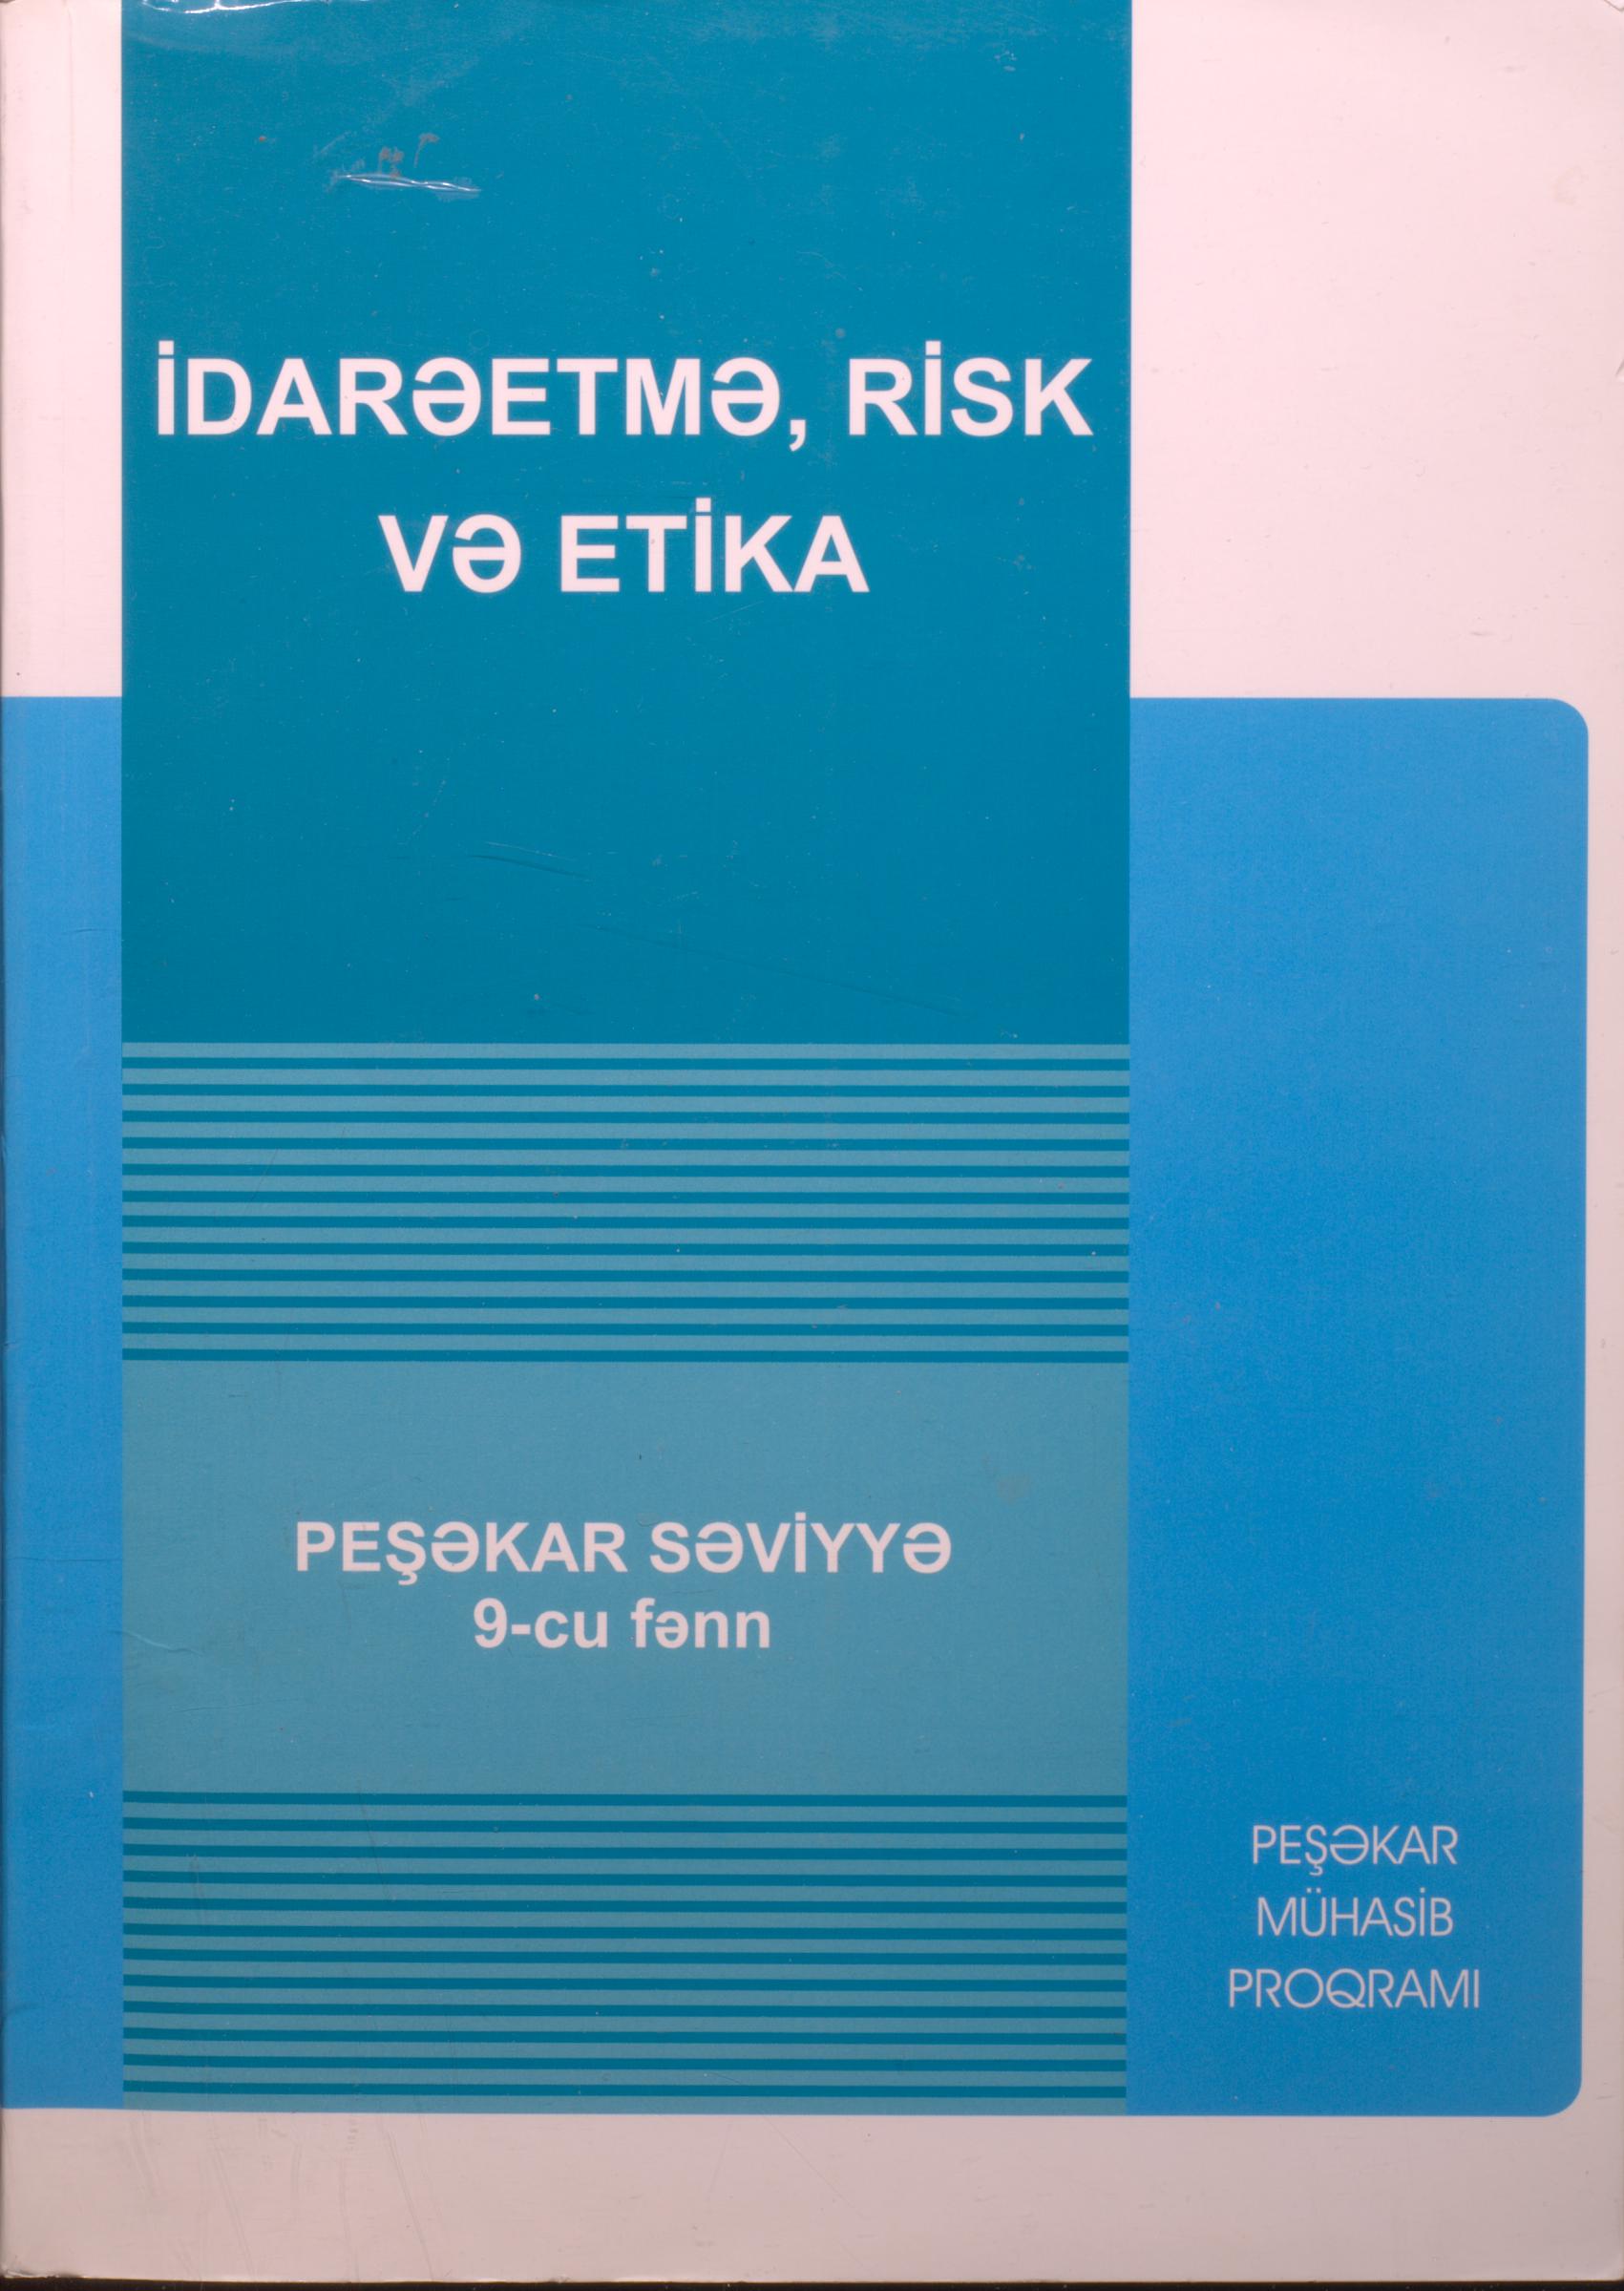 İDARƏETMƏ, RİSK
VƏ ETİKA
PEŞƏKAR SƏVİYYƏ
9-cu fənn
PEŞƏKAR
MÜHASİB
PROQRAMI